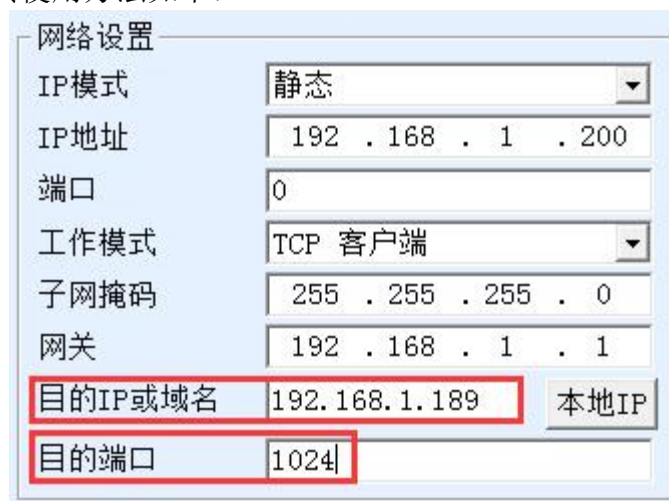 网络设置
IP模式 静态
IP地址 192 . 168 . 1 . 200
端口 0
工作模式 TCP 客户端
子网掩码 255 . 255 . 255 . 0
网关 192 . 168 . 1 . 1
目的IP或域名 192.168.1.189 本地IP
目的端口 1024